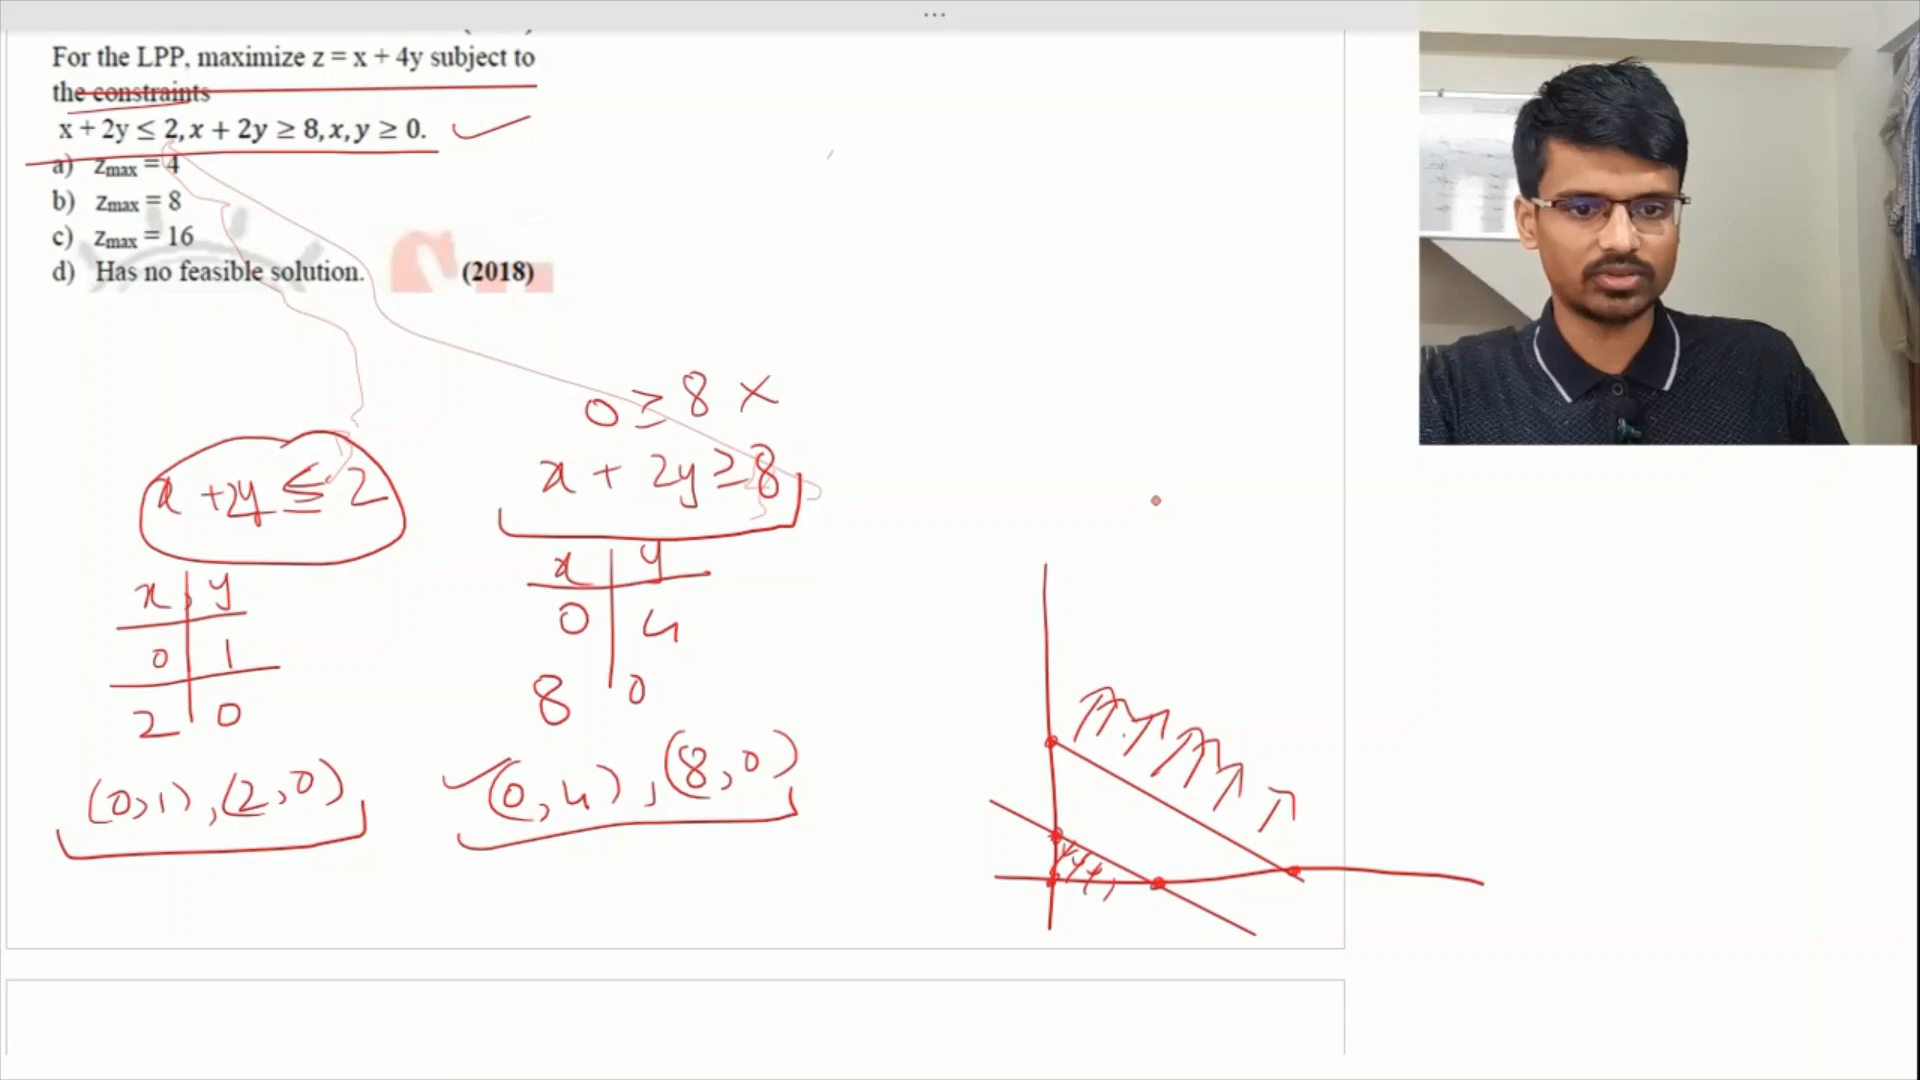 ...
For the LPP, maximize z = x + 4y subject to
the constraints
x + 2y ≤ 2, x + 2y ≥ 8, x, y ≥ 0.
a) Zmax = 4
b) Zmax = 8
c) Zmax = 16
d) Has no feasible solution. (2018)
0 ≥ 8 ×
x + 2y ≤ 2
x + 2y ≥ 8
x y
0 1
2 0
x y
0 4
8 0
(0,1), (2,0)
(0,4), (8,0)